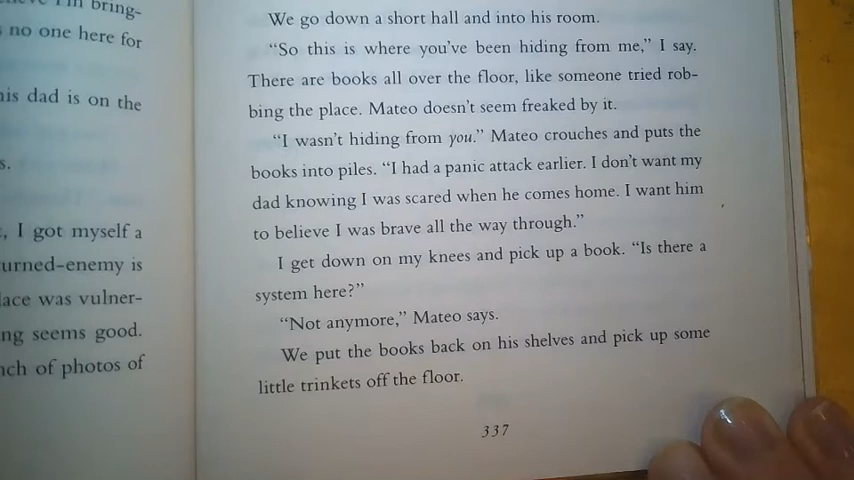 bring-
no one here for
his dad is on the
s.
, I got myself a
urned-enemy is
lace was vulner-
ng seems good.
nch of photos of
We go down a short hall and into his room.
“So this is where you’ve been hiding from me,” I say.
There are books all over the floor, like someone tried rob-
bing the place. Mateo doesn’t seem freaked by it.
“I wasn’t hiding from you.” Mateo crouches and puts the
books into piles. “I had a panic attack earlier. I don’t want my
dad knowing I was scared when he comes home. I want him
to believe I was brave all the way through.”
I get down on my knees and pick up a book. “Is there a
system here?”
“Not anymore,” Mateo says.
We put the books back on his shelves and pick up some
little trinkets off the floor.
337